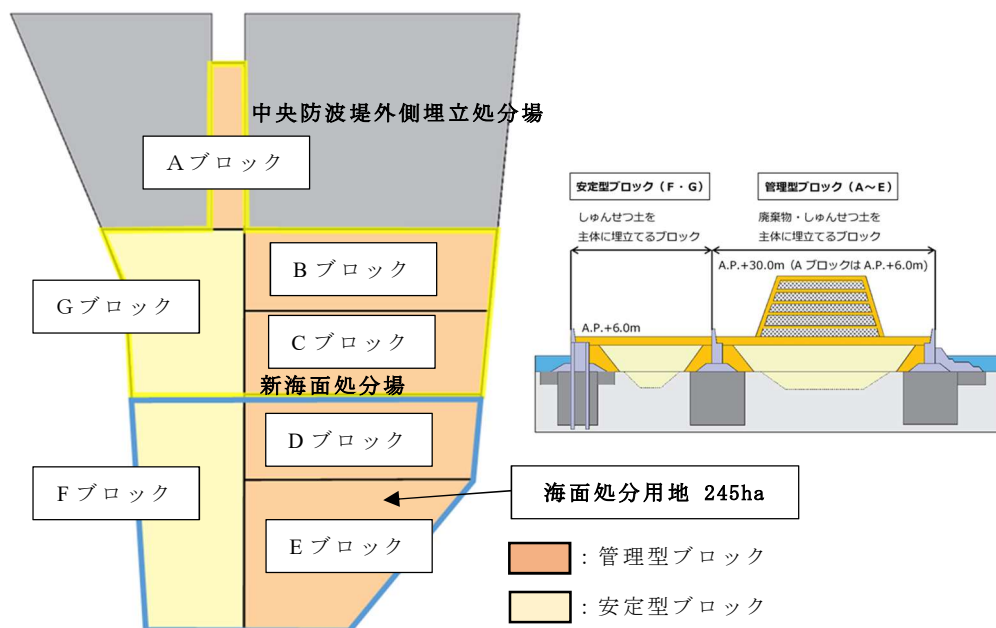 中央防波堤外側埋立処分場
Aブロック
Bブロック
Gブロック
Cブロック
新海面処分場
Dブロック
Fブロック
Eブロック
安定型ブロック（F・G）
管理型ブロック（A～E）
しゅんせつ土を
主体に埋立てるブロック
廃棄物・しゅんせつ土を
主体に埋立てるブロック
A.P.+30.0m（A ブロックは A.P.+6.0m）
A.P.+6.0m
海面処分用地 245ha
：管理型ブロック
：安定型ブロック